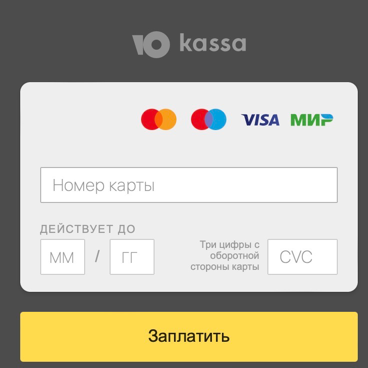 Ю kassa
VISA МИР
Номер карты
ДЕЙСТВУЕТ ДО
ММ / ГГ
Три цифры с
оборотной
стороны карты
CVC
Заплатить